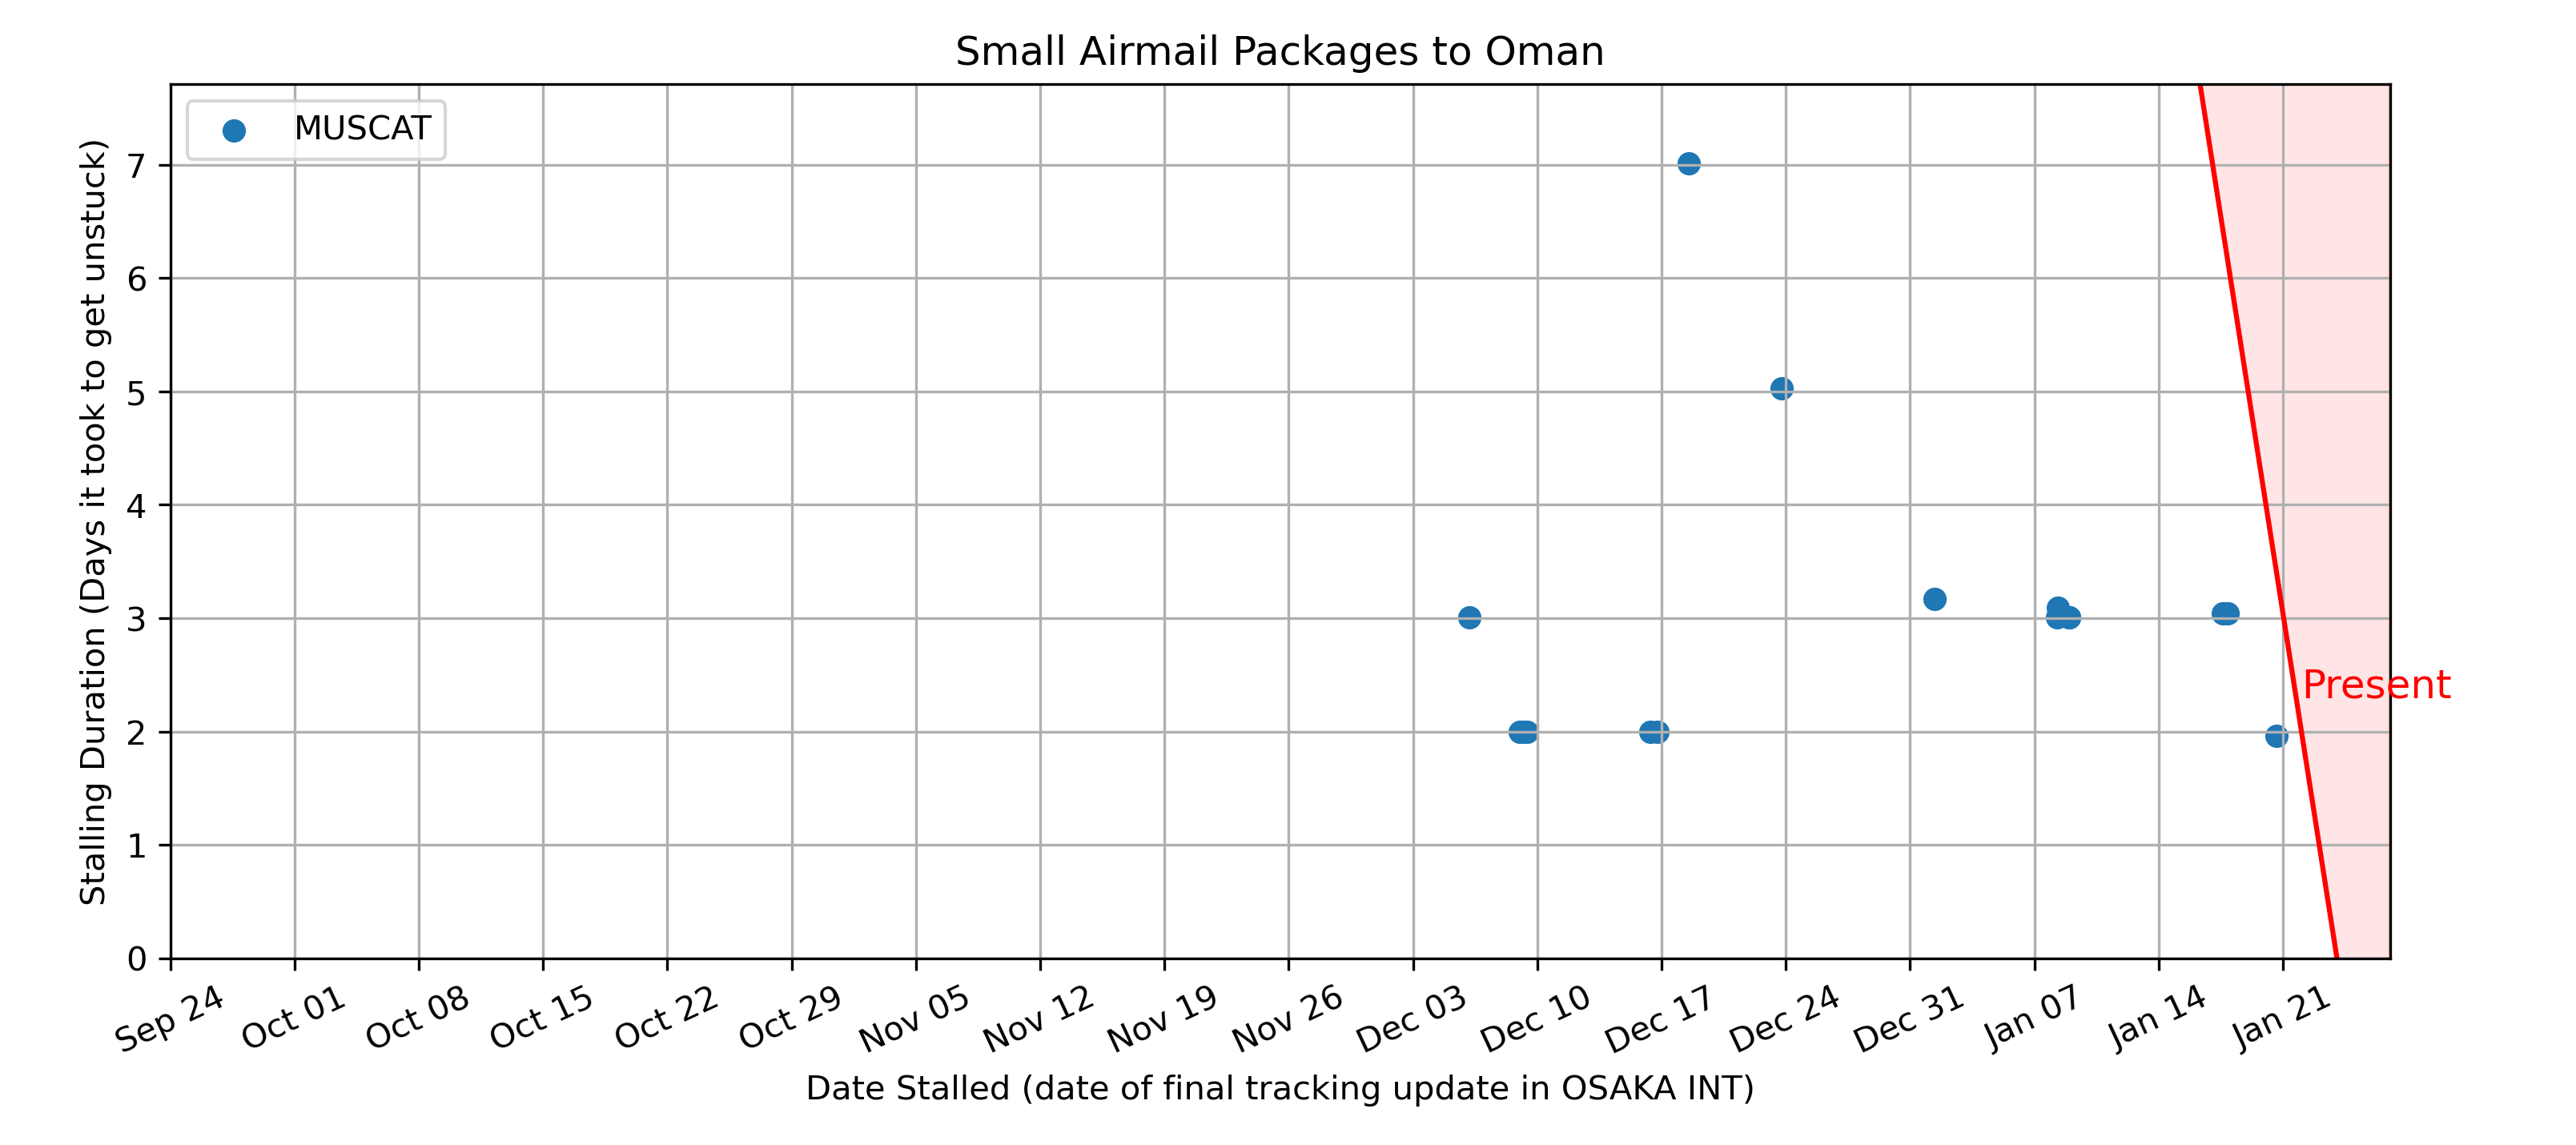 Small Airmail Packages to Oman
MUSCAT
Stalling Duration (Days it took to get unstuck)
7
6
5
4
3
2
1
0
Present
Sep 24
Oct 01
Oct 08
Oct 15
Oct 22
Oct 29
Nov 05
Nov 12
Nov 19
Nov 26
Dec 03
Dec 10
Dec 17
Dec 24
Dec 31
Jan 07
Jan 14
Jan 21
Date Stalled (date of final tracking update in OSAKA INT)